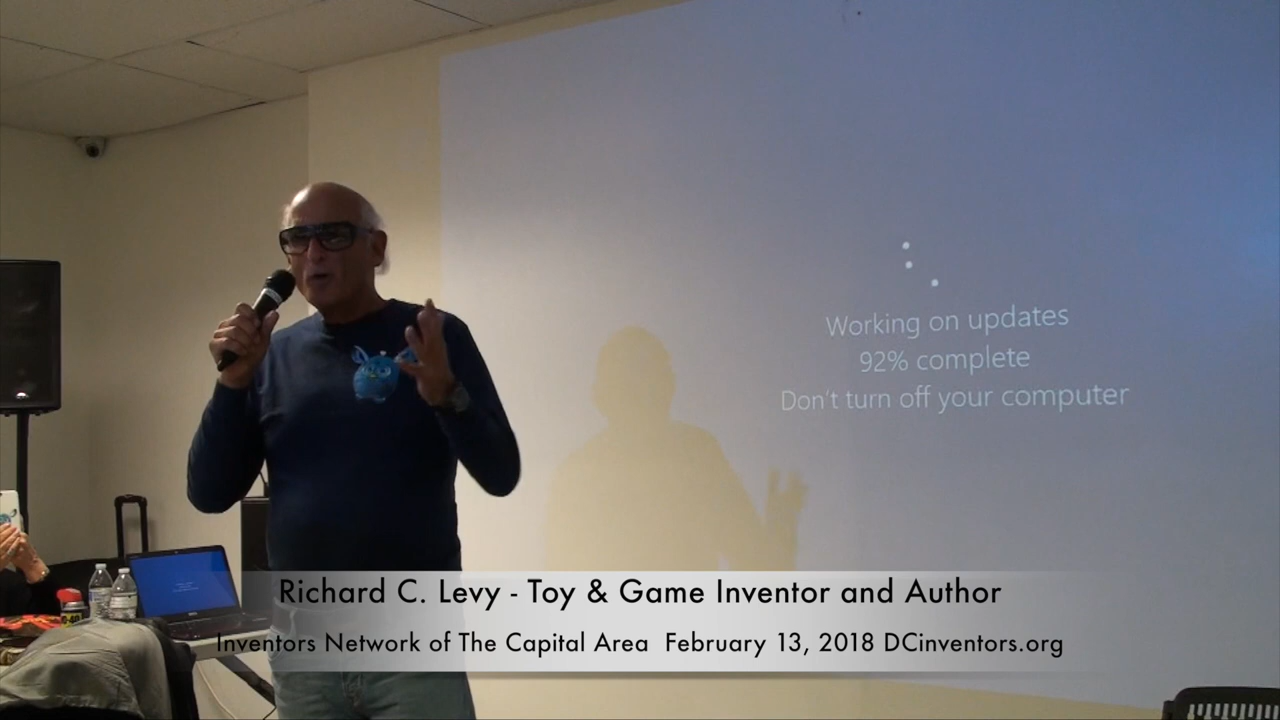 Working on updates
92% complete
Don't turn off your computer
Richard C. Levy - Toy & Game Inventor and Author
Inventors Network of The Capital Area  February 13, 2018 DCinventors.org